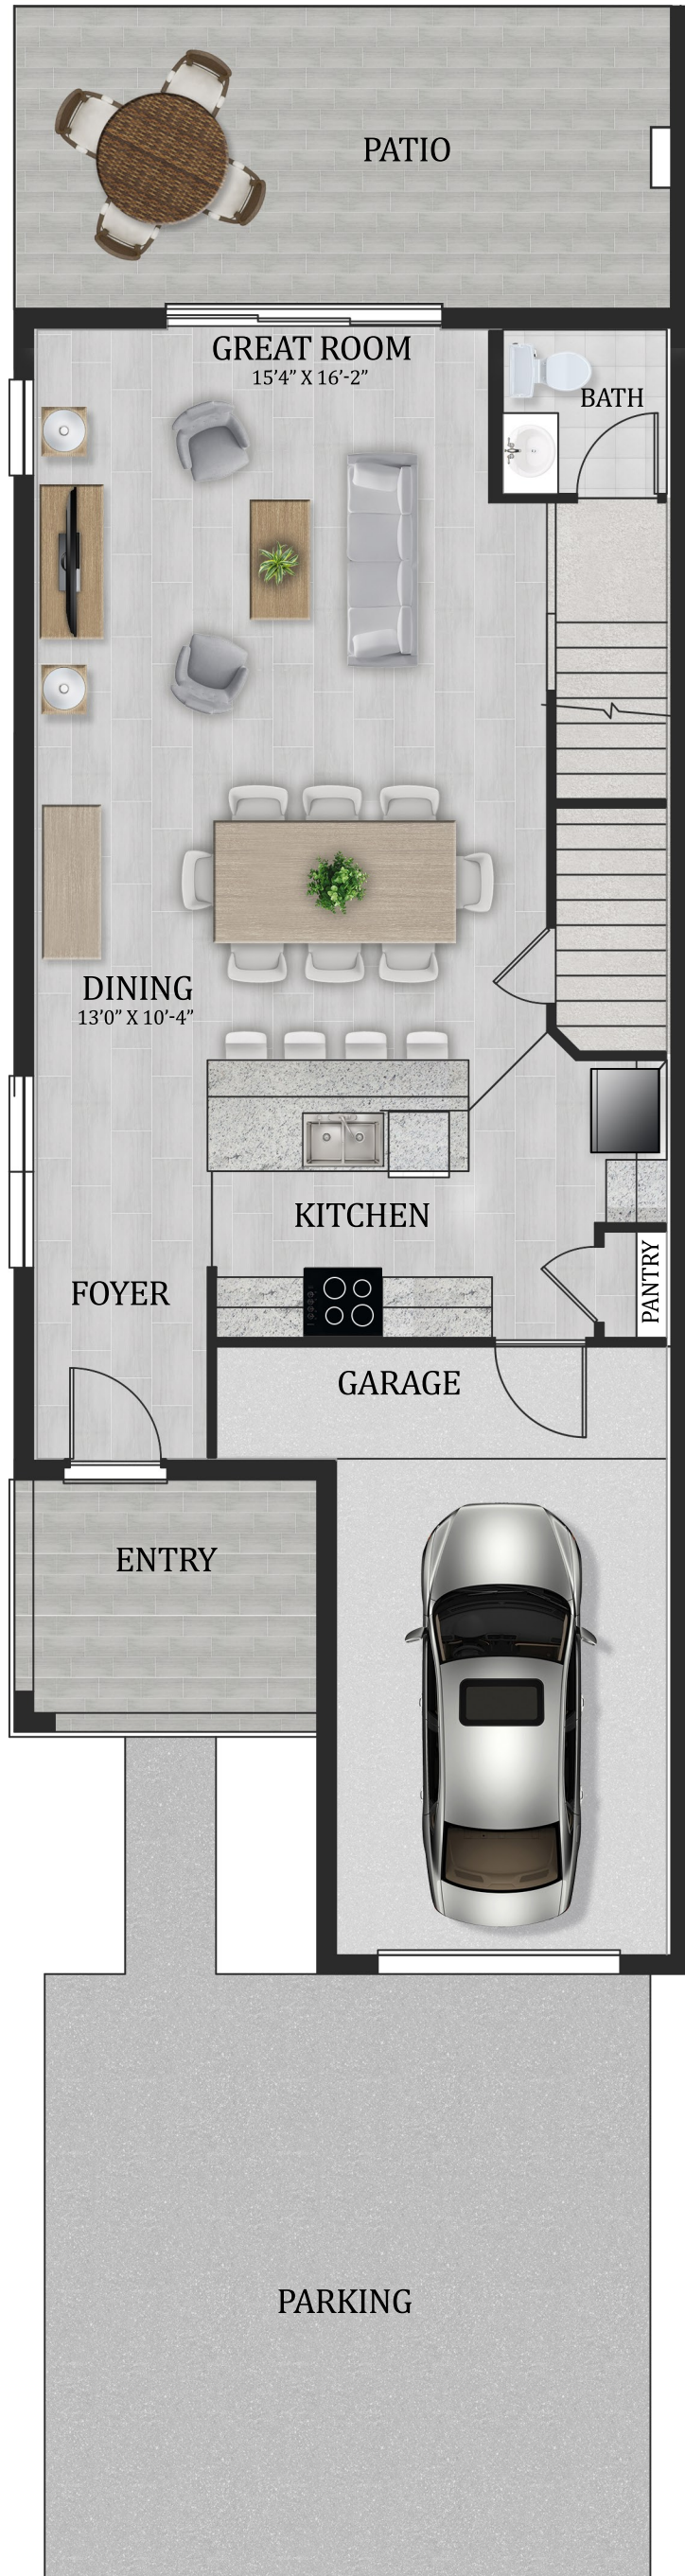 PATIO
GREAT ROOM
15’4” X 16’-2”
BATH
DINING
13’0” X 10’-4”
KITCHEN
PANTRY
FOYER
GARAGE
ENTRY
PARKING